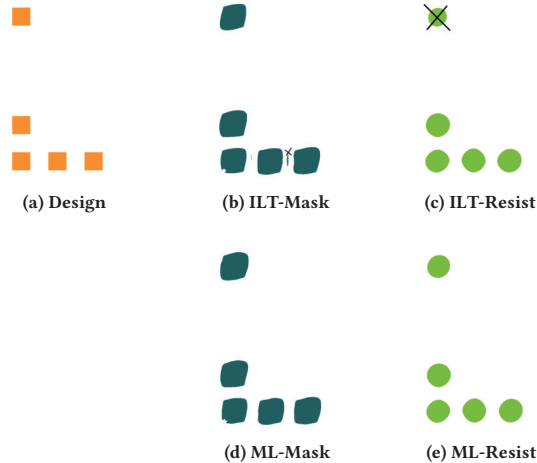 (a) Design
(b) ILT-Mask
(c) ILT-Resist
(d) ML-Mask
(e) ML-Resist